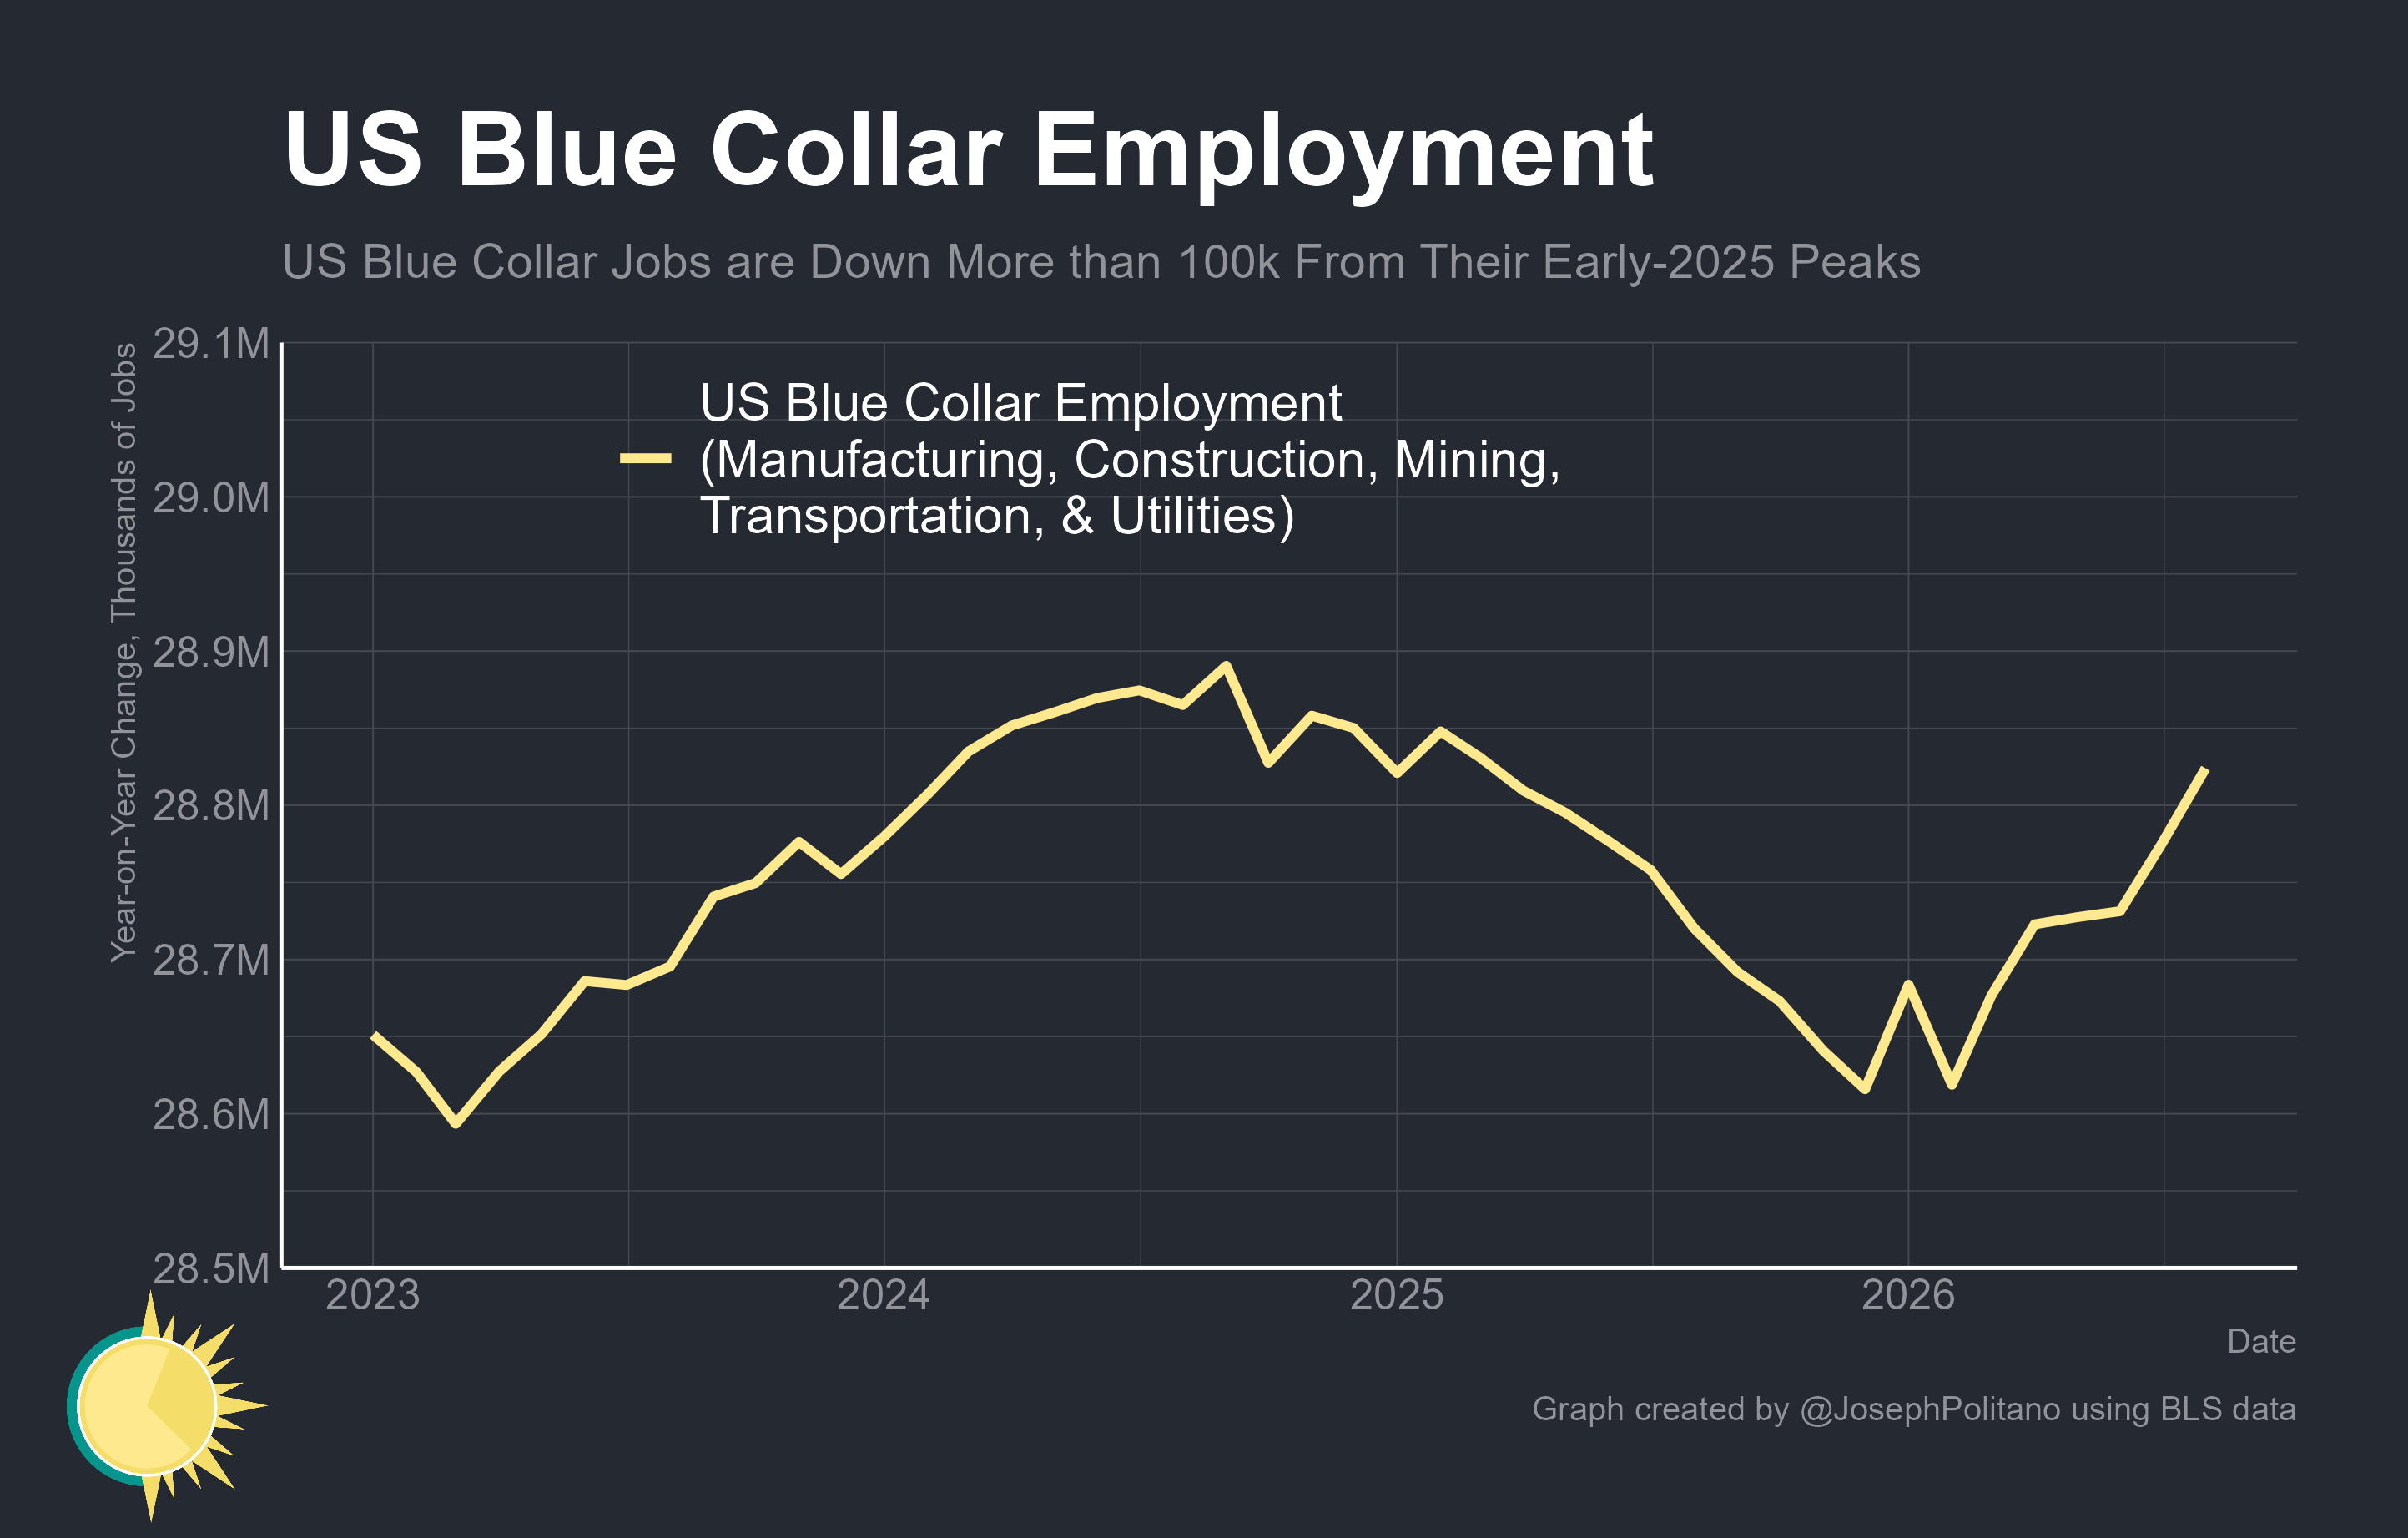 US Blue Collar Employment
US Blue Collar Jobs are Down More than 100k From Their Early-2025 Peaks
Year-on-Year Change, Thousands of Jobs
29.1M
29.0M
28.9M
28.8M
28.7M
28.6M
28.5M
US Blue Collar Employment
(Manufacturing, Construction, Mining,
Transportation, & Utilities)
2023
2024
2025
2026
Date
Graph created by @JosephPolitano using BLS data